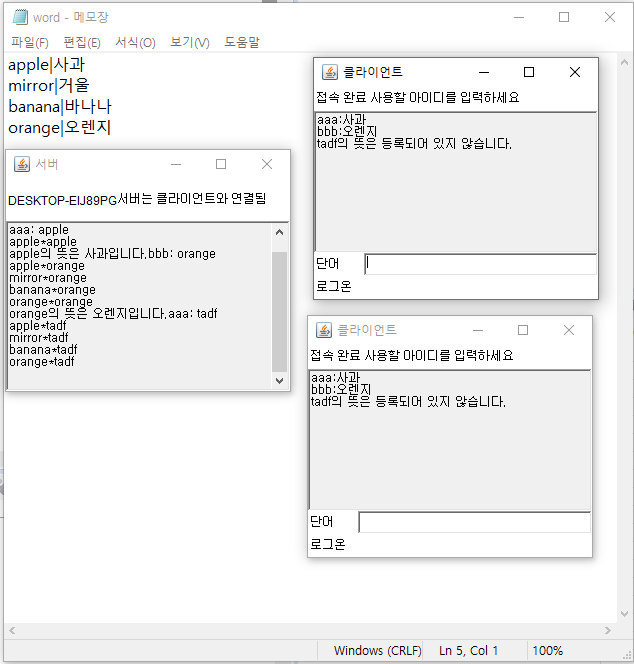 word - 메모장
파일(F) 편집(E) 서식(O) 보기(V) 도움말
apple|사과
mirror|거울
banana|바나나
orange|오렌지
서버
DESKTOP-EIJ89PG서버는 클라이언트와 연결됨
aaa: apple
apple*apple
apple의 뜻은 사과입니다.bbb: orange
apple*orange
mirror*orange
banana*orange
orange*orange
orange의 뜻은 오렌지입니다.aaa: tadf
apple*tadf
mirror*tadf
banana*tadf
orange*tadf
클라이언트
접속 완료 사용할 아이디를 입력하세요
aaa:사과
bbb:오렌지
tadf의 뜻은 등록되어 있지 않습니다.
단어
로그온
클라이언트
접속 완료 사용할 아이디를 입력하세요
aaa:사과
bbb:오렌지
tadf의 뜻은 등록되어 있지 않습니다.
단어
로그온
Windows (CRLF) Ln 5, Col 1 100%